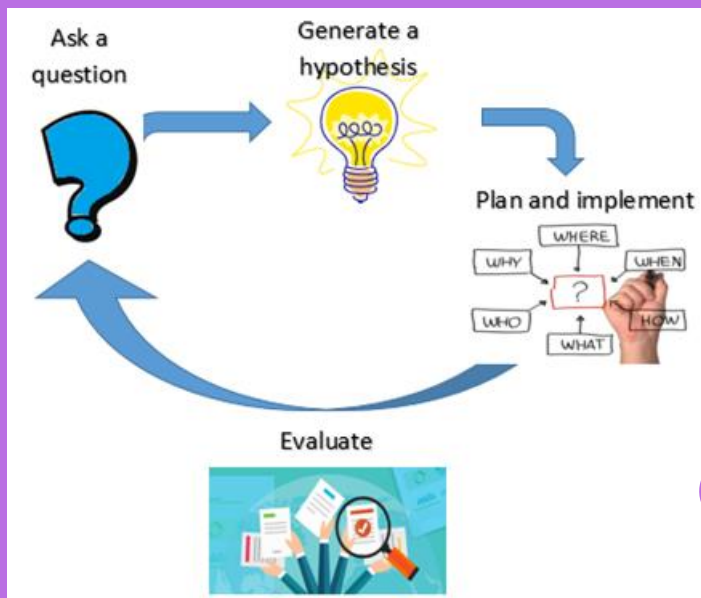 Ask a
question
Generate a
hypothesis
Plan and implement
WHERE
WHY
WHEN
?
WHO
HOW
WHAT
Evaluate